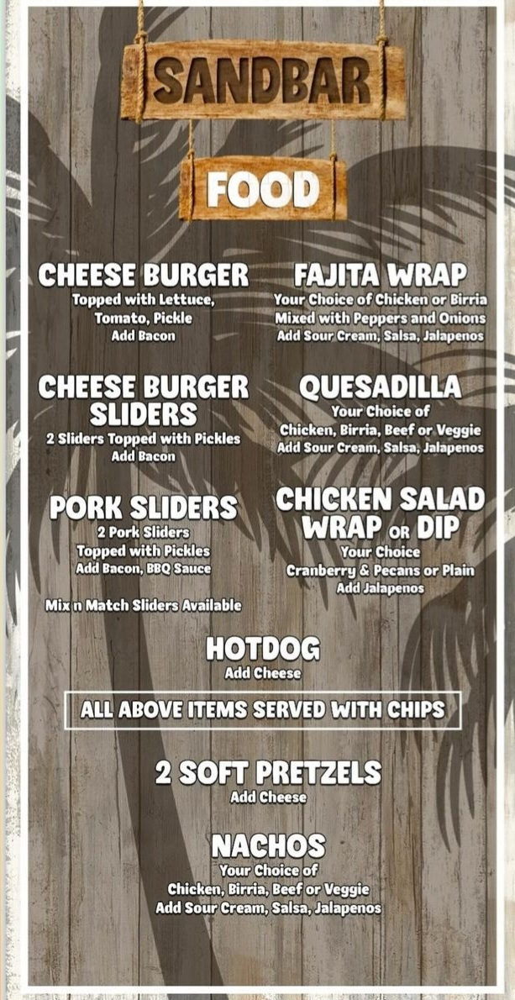 SANDBAR
FOOD
CHEESE BURGER
Topped with Lettuce,
Tomato, Pickle
Add Bacon
CHEESE BURGER
SLIDERS
2 Sliders Topped with Pickles
Add Bacon
PORK SLIDERS
2 Pork Sliders
Topped with Pickles
Add Bacon, BBQ Sauce
Mix n Match Sliders Available
FAJITA WRAP
Your Choice of Chicken or Birria
Mixed with Peppers and Onions
Add Sour Cream, Salsa, Jalapenos
QUESADILLA
Your Choice of
Chicken, Birria, Beef or Veggie
Add Sour Cream, Salsa, Jalapenos
CHICKEN SALAD
WRAP OR DIP
Your Choice
Cranberry & Pecans or Plain
Add Jalapenos
HOTDOG
Add Cheese
ALL ABOVE ITEMS SERVED WITH CHIPS
2 SOFT PRETZELS
Add Cheese
NACHOS
Your Choice of
Chicken, Birria, Beef or Veggie
Add Sour Cream, Salsa, Jalapenos